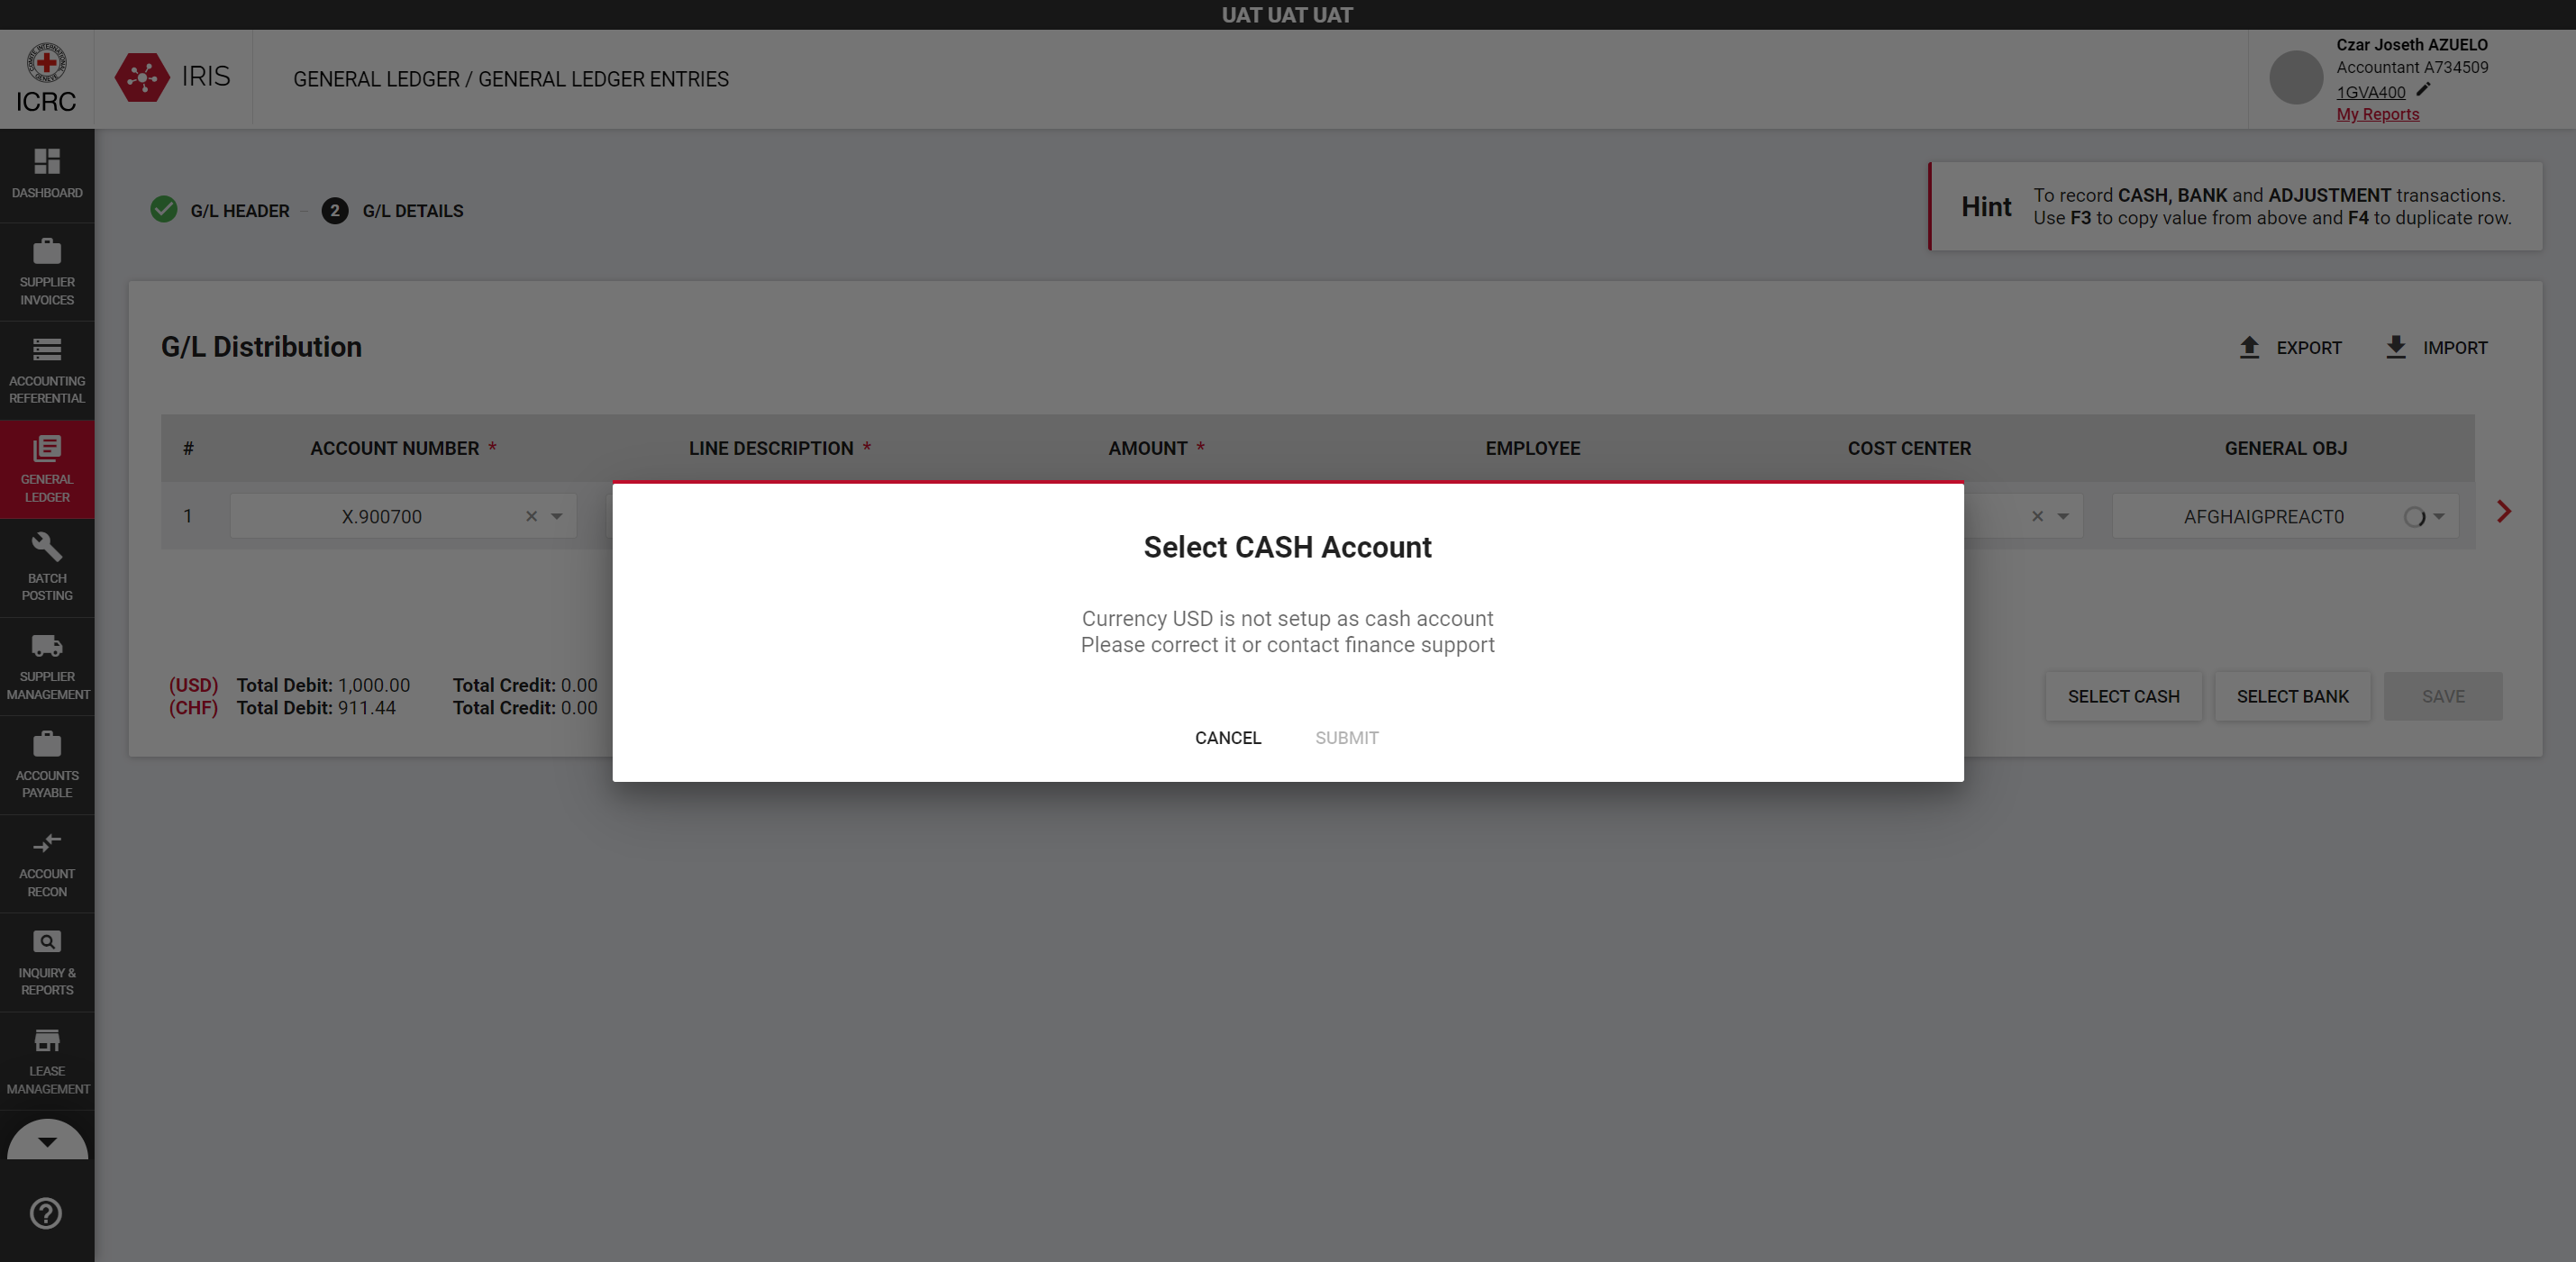 UAT UAT UAT
ICRC
IRIS
GENERAL LEDGER / GENERAL LEDGER ENTRIES
Czar Joseth AZUELO
Accountant A734509
1GVA400
My Reports
DASHBOARD
SUPPLIER
INVOICES
ACCOUNTING
REFERENTIAL
GENERAL
LEDGER
BATCH
POSTING
SUPPLIER
MANAGEMENT
ACCOUNTS
PAYABLE
ACCOUNT
RECON
INQUIRY &
REPORTS
LEASE
MANAGEMENT
G/L HEADER
2 G/L DETAILS
Hint
To record CASH, BANK and ADJUSTMENT transactions.
Use F3 to copy value from above and F4 to duplicate row.
G/L Distribution
EXPORT IMPORT
# ACCOUNT NUMBER * LINE DESCRIPTION * AMOUNT * EMPLOYEE COST CENTER GENERAL OBJ
1 X.900700 AFGHAIGPREACT0
Select CASH Account
Currency USD is not setup as cash account
Please correct it or contact finance support
CANCEL SUBMIT
(USD) Total Debit: 1,000.00 Total Credit: 0.00
(CHF) Total Debit: 911.44 Total Credit: 0.00
SELECT CASH SELECT BANK SAVE